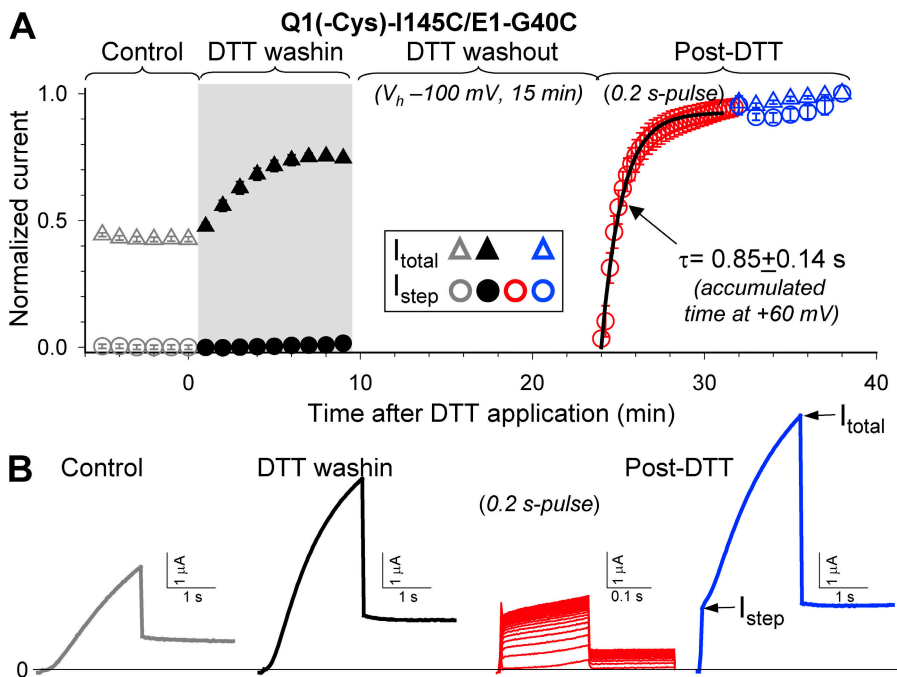 Q1(-Cys)-I145C/E1-G40C
A
Control DTT washin DTT washout Post-DTT
(Vh –100 mV, 15 min) (0.2 s-pulse)
Normalized current
1.0
0.5
0.0
Itotal
Istep
τ= 0.85±0.14 s
(accumulated
time at +60 mV)
0 10 20 30 40
Time after DTT application (min)
B
Control DTT washin Post-DTT
(0.2 s-pulse)
Itotal
Istep
1 μA
1 s
1 μA
1 s
1 μA
0.1 s
1 μA
1 s
0